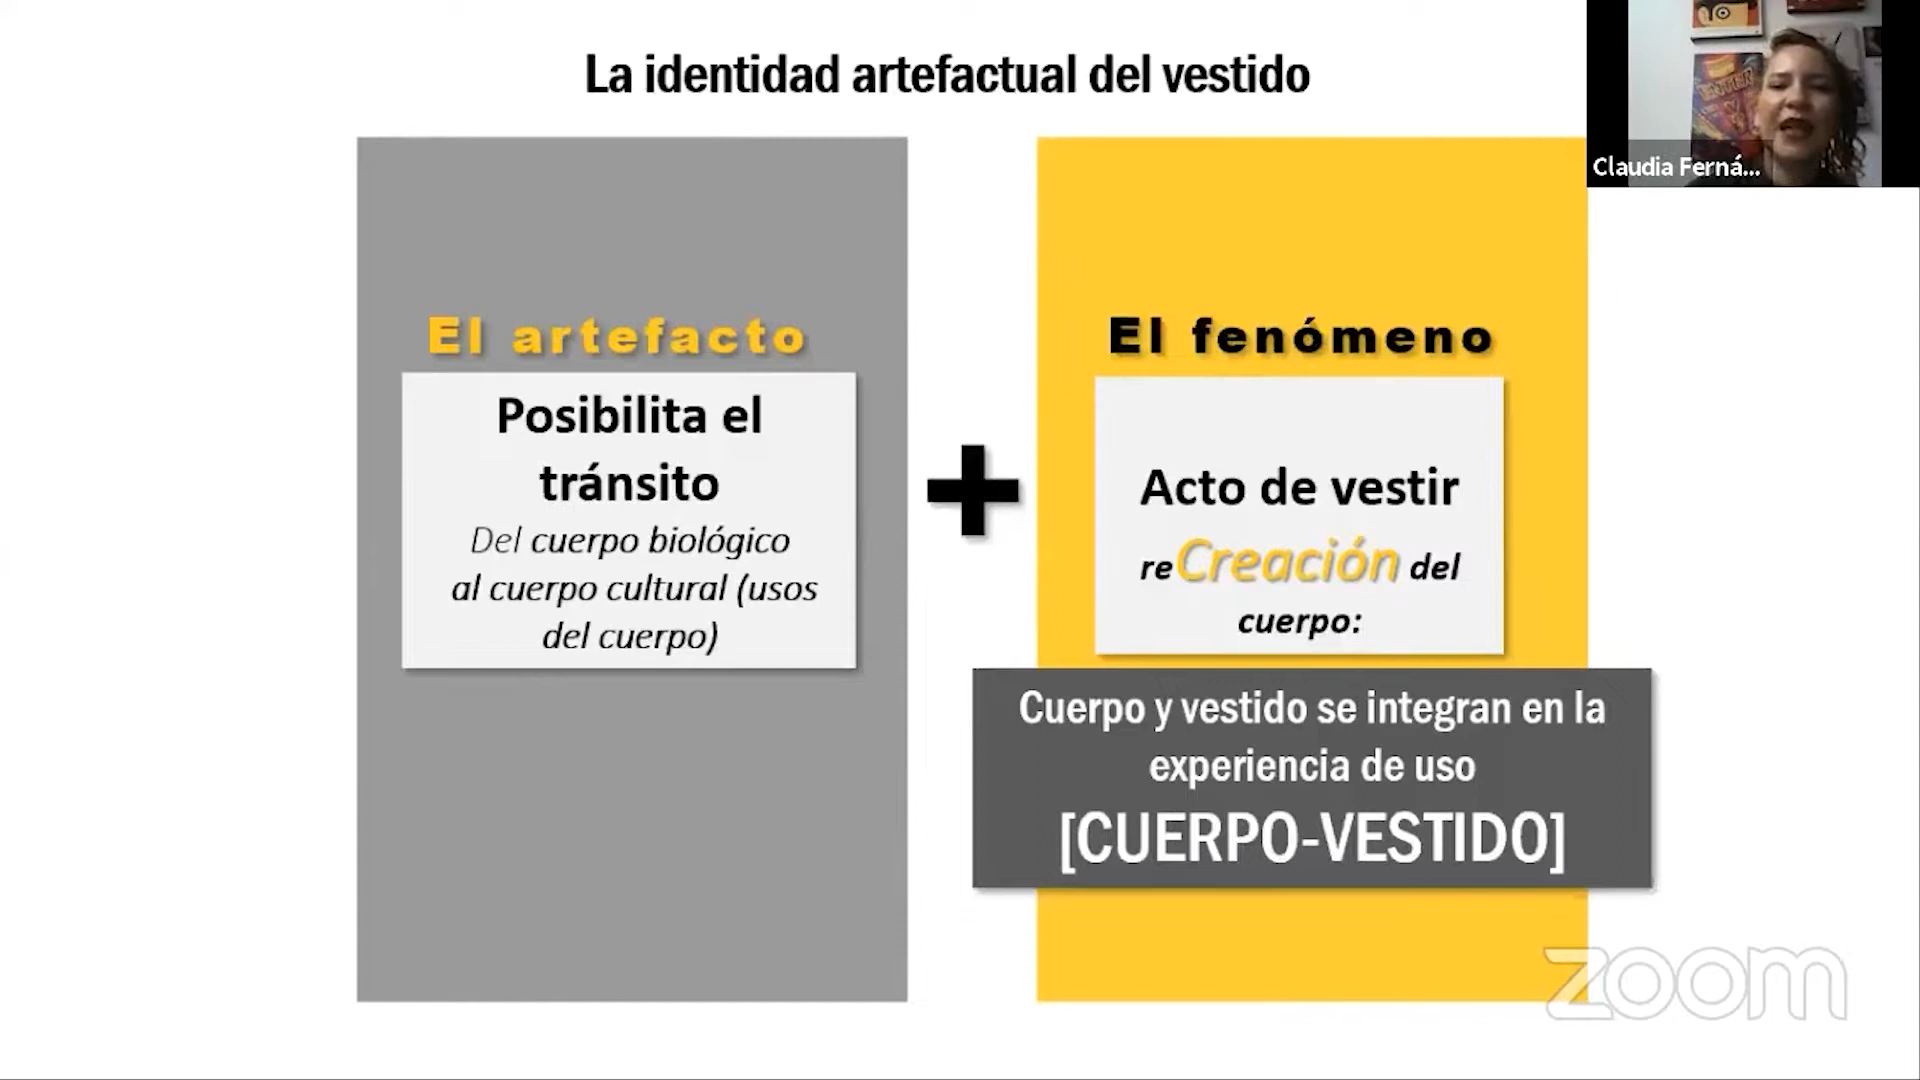 La identidad artefactual del vestido
Claudia Ferná...
El artefacto
Posibilita el
tránsito
Del cuerpo biológico
al cuerpo cultural (usos
del cuerpo)
El fenómeno
Acto de vestir
reCreación del
cuerpo:
Cuerpo y vestido se integran en la
experiencia de uso
[CUERPO-VESTIDO]
zoom